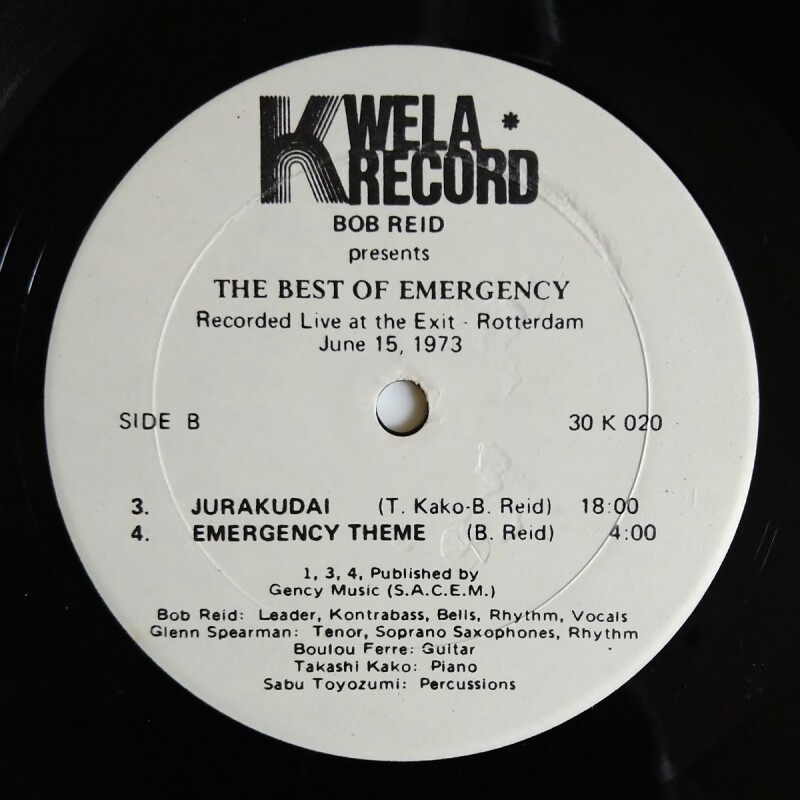 KWELA *
RECORD
BOB REID
presents
THE BEST OF EMERGENCY
Recorded Live at the Exit - Rotterdam
June 15, 1973
SIDE B 30 K 020
3. JURAKUDAI (T. Kako-B. Reid) 18:00
4. EMERGENCY THEME (B. Reid) 4:00
1, 3, 4, Published by
Gency Music (S.A.C.E.M.)
Bob Reid: Leader, Kontrabass, Bells, Rhythm, Vocals
Glenn Spearman: Tenor, Soprano Saxophones, Rhythm
Boulou Ferre: Guitar
Takashi Kako: Piano
Sabu Toyozumi: Percussions